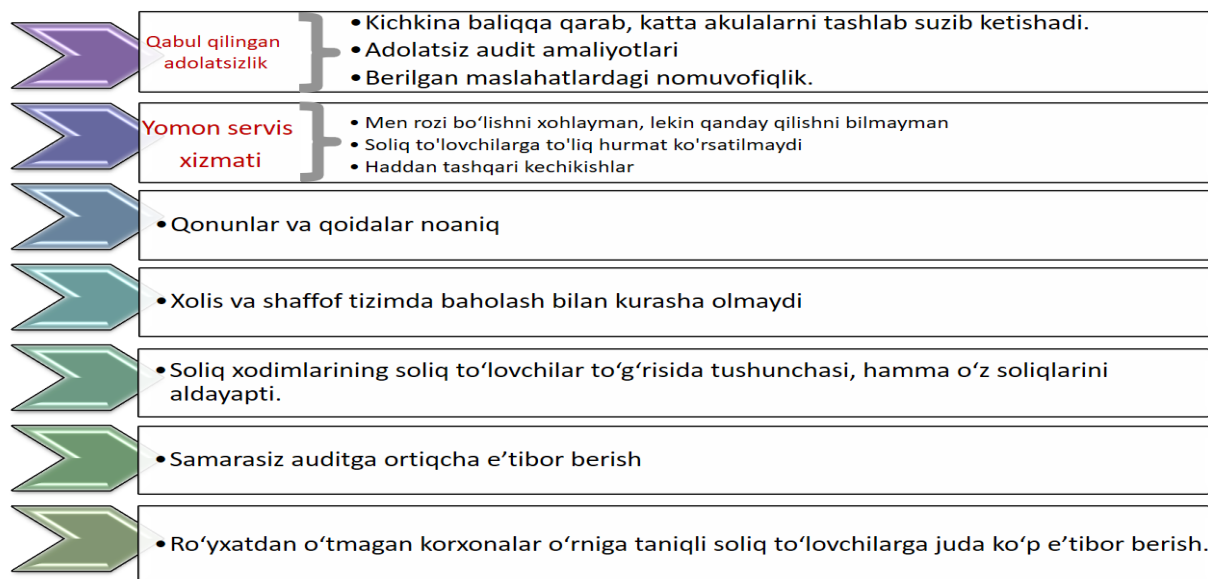 Qabul qilingan
adolatsizlik
•Kichkina baliqqa qarab, katta akulalarni tashlab suzib ketishadi.
•Adolatsiz audit amaliyotlari
•Berilgan maslahatlardagi nomuvofiqlik.
Yomon servis
xizmati
•Men rozi bo‘lishni xohlayman, lekin qanday qilishni bilmayman
•Soliq to'lovchilarga to'liq hurmat ko'rsatilmaydi
•Haddan tashqari kechikishlar
•Qonunlar va qoidalar noaniq
•Xolis va shaffof tizimda baholash bilan kurasha olmaydi
•Soliq xodimlarining soliq to‘lovchilar to‘g‘risida tushunchasi, hamma o‘z soliqlarini
aldayapti.
•Samarasiz auditga ortiqcha e’tibor berish
•Ro‘yxatdan o‘tmagan korxonalar o‘rniga taniqli soliq to‘lovchilarga juda ko‘p e’tibor berish.